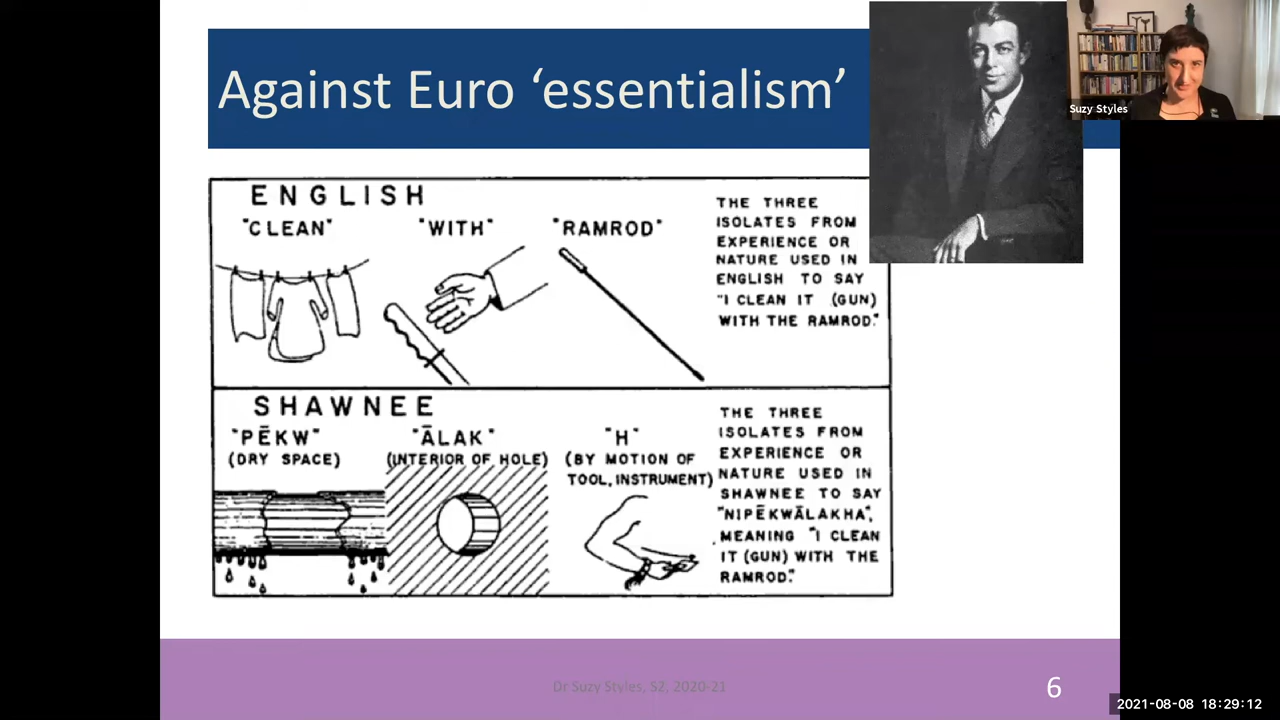 Against Euro ‘essentialism’
Suzy Styles
ENGLISH
"CLEAN"
"WITH"
"RAMROD"
THE THREE
ISOLATES FROM
EXPERIENCE OR
NATURE USED IN
ENGLISH TO SAY
"I CLEAN IT (GUN)
WITH THE RAMROD."
SHAWNEE
"PĒKW"
(DRY SPACE)
"ĀLAK"
(INTERIOR OF HOLE)
"H"
(BY MOTION OF
TOOL, INSTRUMENT)
THE THREE
ISOLATES FROM
EXPERIENCE OR
NATURE USED IN
SHAWNEE TO SAY
"NIPĒKWĀLAKHA",
MEANING "I CLEAN
IT (GUN) WITH THE
RAMROD."
Dr Suzy Styles, S2, 2020-21
6
2021-08-08 18:29:12